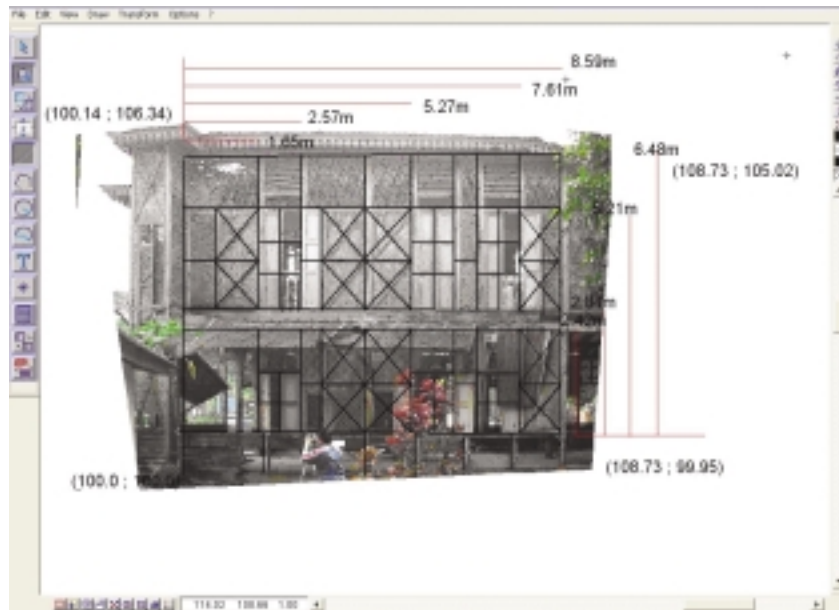 File Edit View Draw Transform Options ?
8.59m
7.61m
5.27m
(100.14 ; 106.34)
2.57m
1.65m
6.48m
(108.73 ; 105.02)
(108.73 ; 99.95)
(100.0 ;